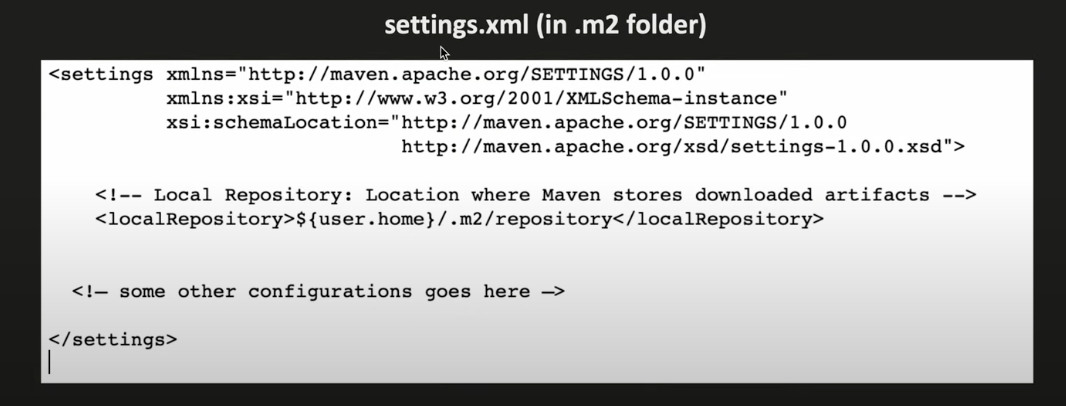 settings.xml (in .m2 folder)
<settings xmlns="http://maven.apache.org/SETTINGS/1.0.0"
xmlns:xsi="http://www.w3.org/2001/XMLSchema-instance"
xsi:schemaLocation="http://maven.apache.org/SETTINGS/1.0.0
http://maven.apache.org/xsd/settings-1.0.0.xsd">
<!-- Local Repository: Location where Maven stores downloaded artifacts -->
<localRepository>${user.home}/.m2/repository</localRepository>
<!— some other configurations goes here —>
</settings>